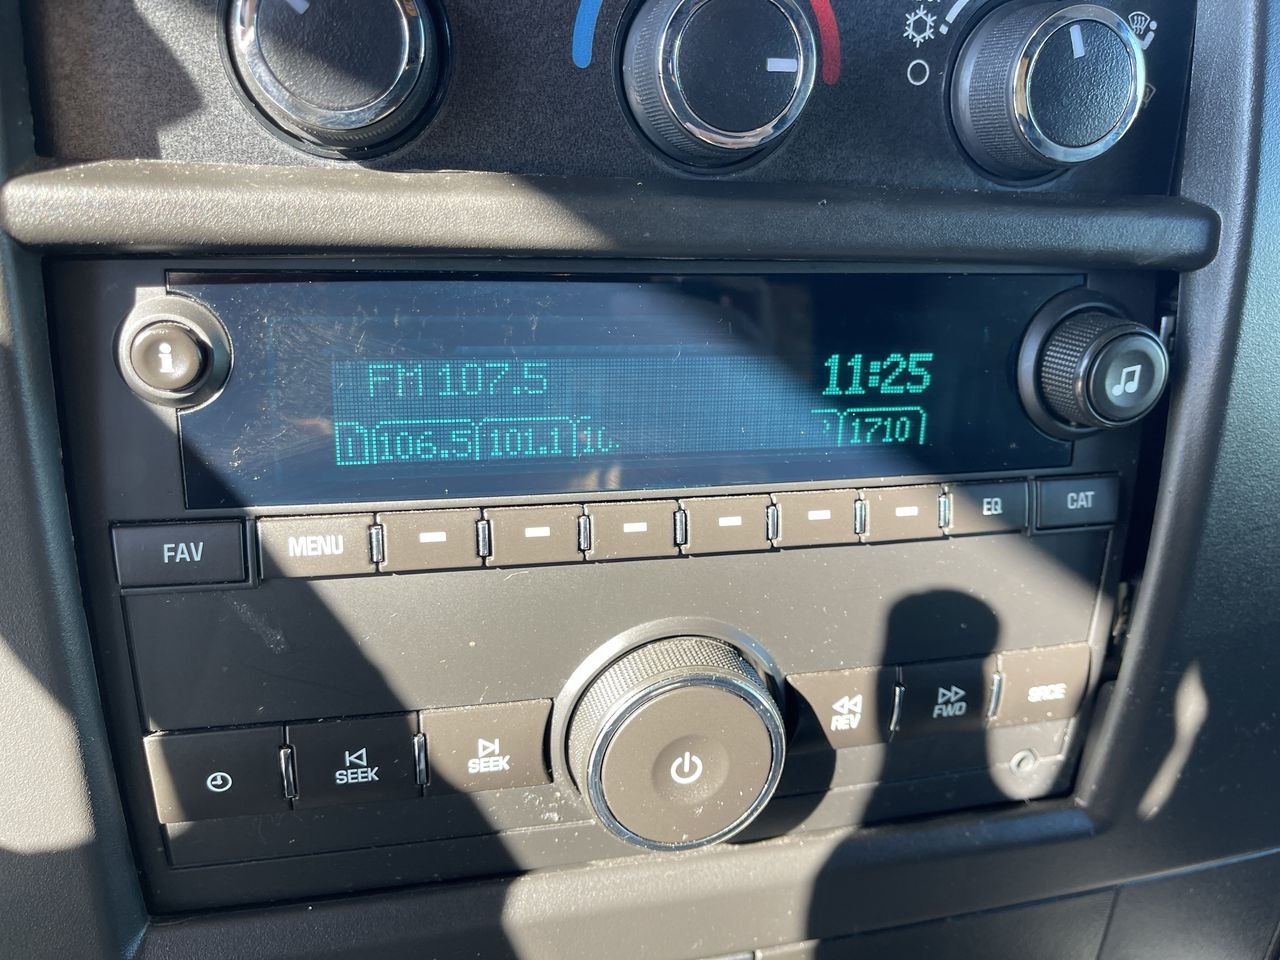 i
FM 107.5 11:25
106.5 101.1 1710
FAV MENU EQ CAT
SEEK SEEK REV FWD SRCE